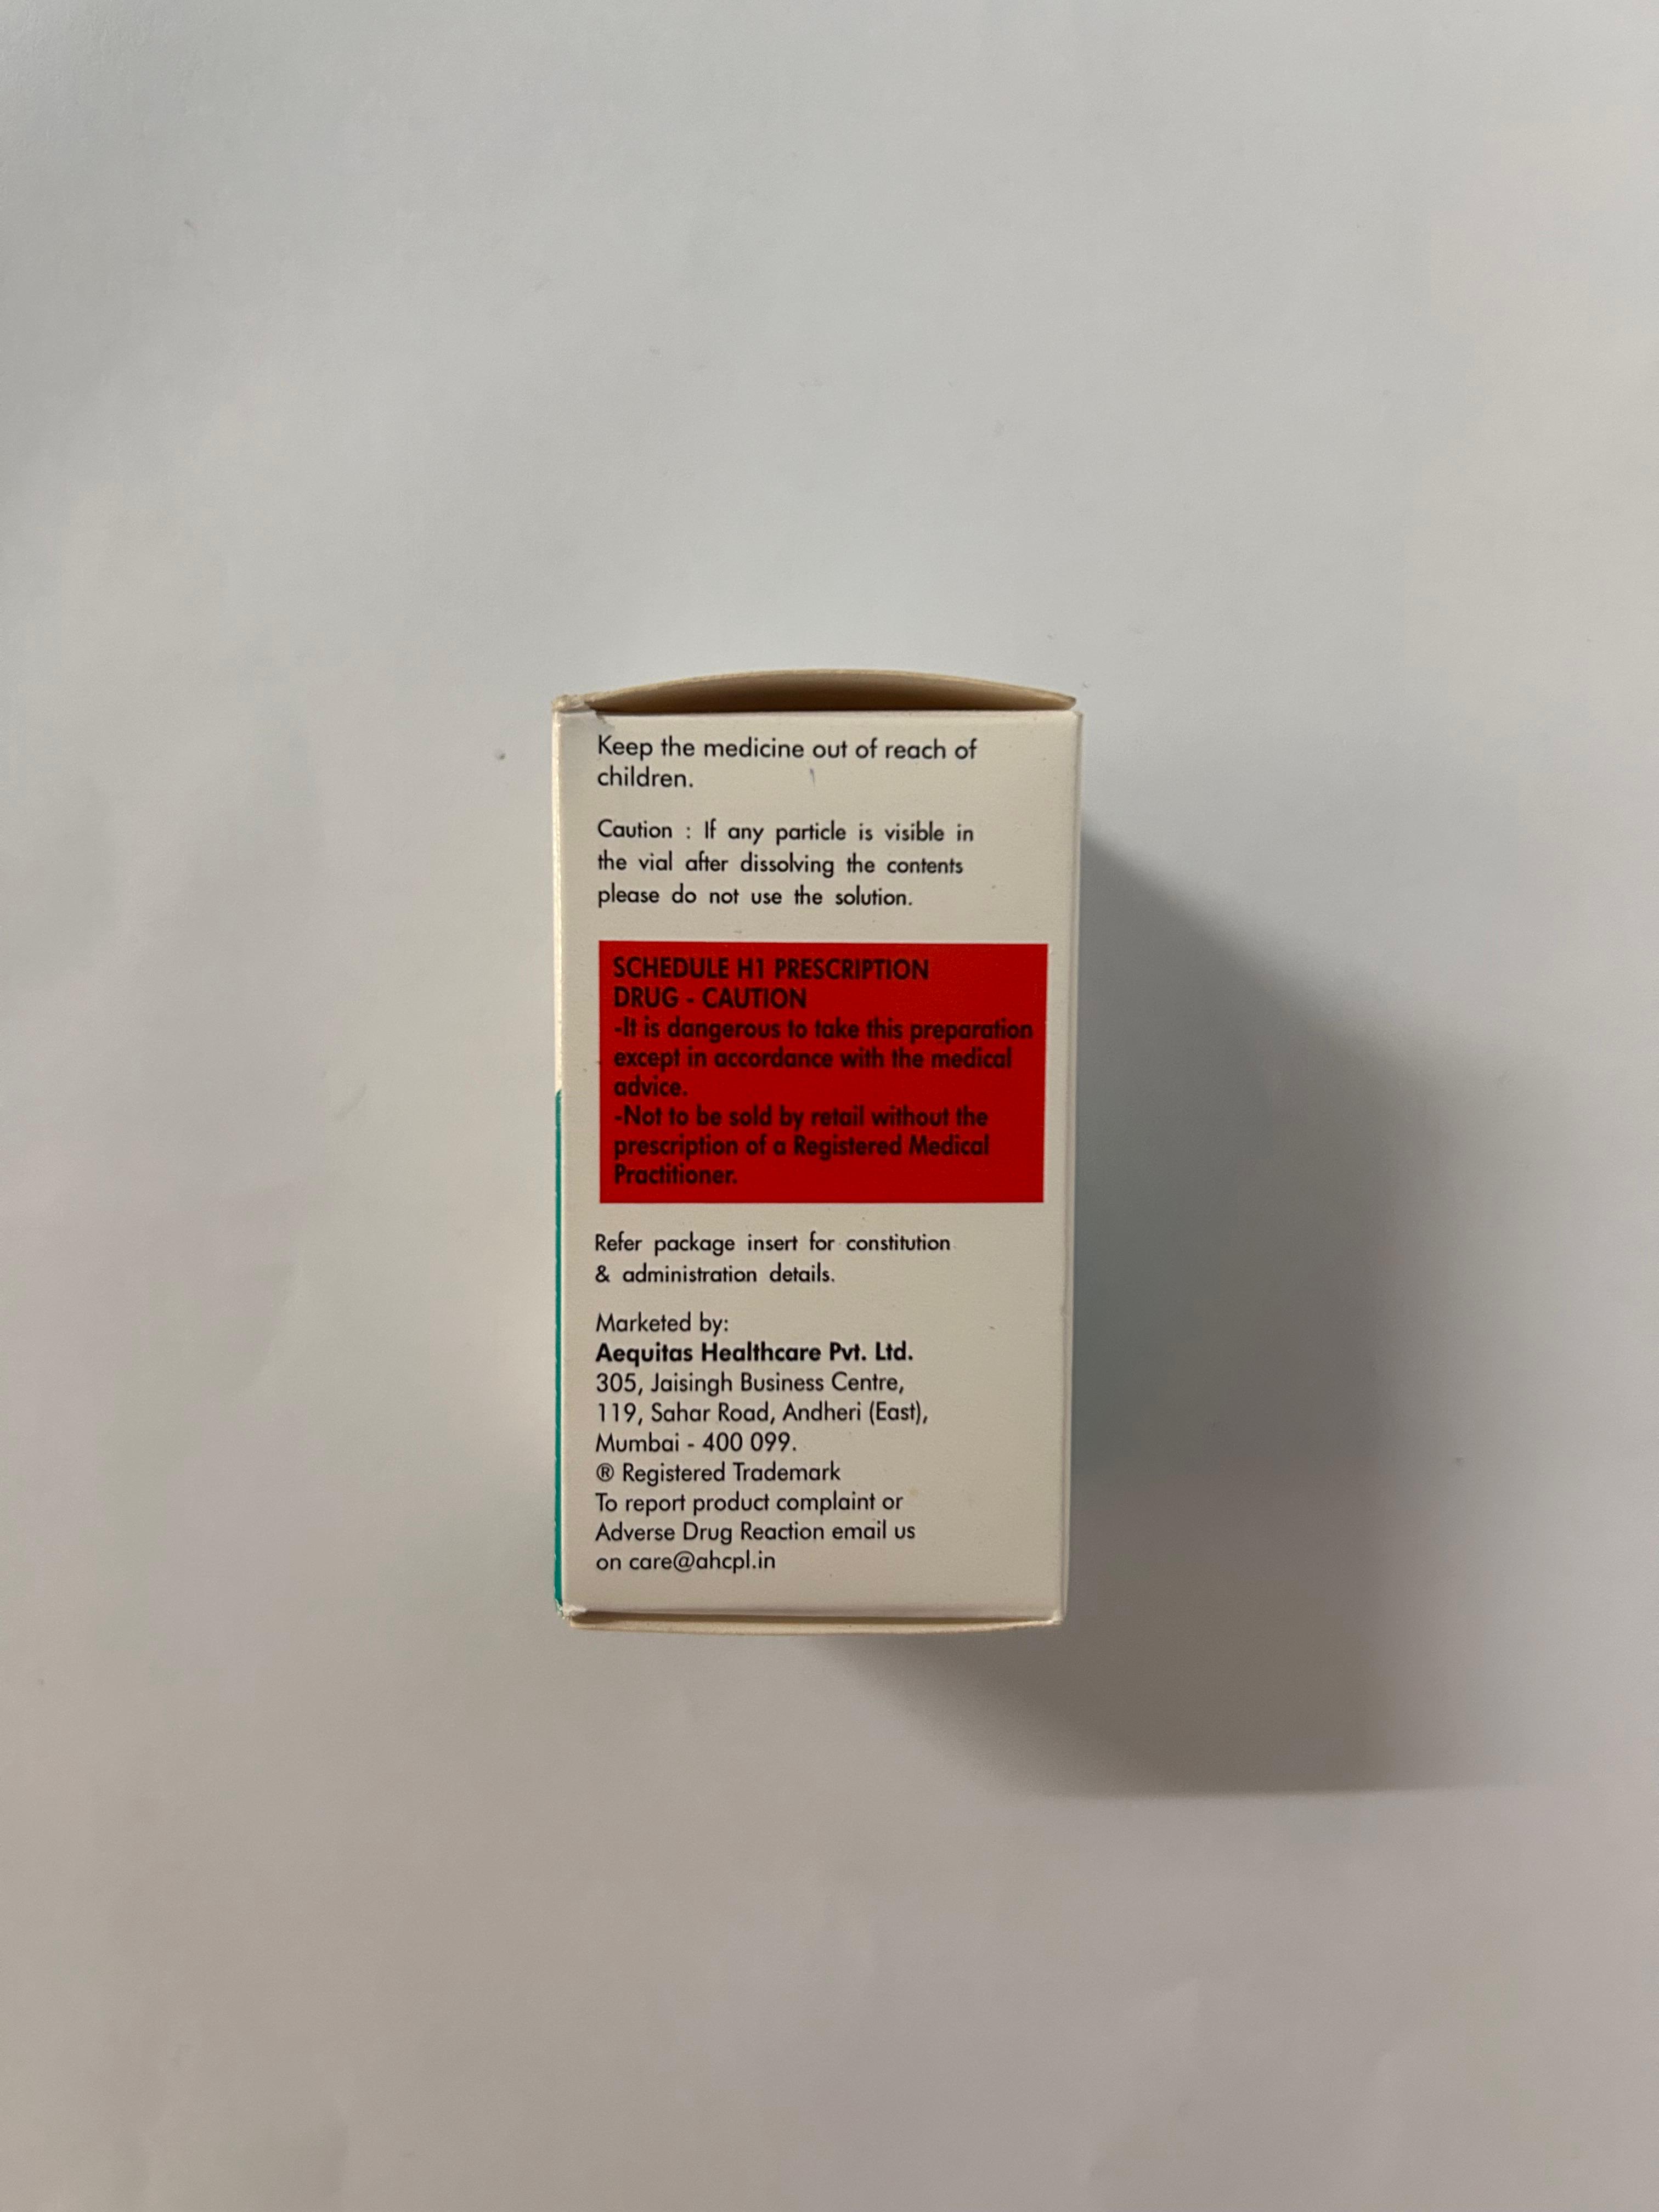 Keep the medicine out of reach of
children.
Caution : If any particle is visible in
the vial after dissolving the contents
please do not use the solution.
SCHEDULE H1 PRESCRIPTION
DRUG - CAUTION
-It is dangerous to take this preparation
except in accordance with the medical
advice.
-Not to be sold by retail without the
prescription of a Registered Medical
Practitioner.
Refer package insert for constitution
& administration details.
Marketed by:
Aequitas Healthcare Pvt. Ltd.
305, Jaisingh Business Centre,
119, Sahar Road, Andheri (East),
Mumbai - 400 099.
® Registered Trademark
To report product complaint or
Adverse Drug Reaction email us
on care@ahcpl.in